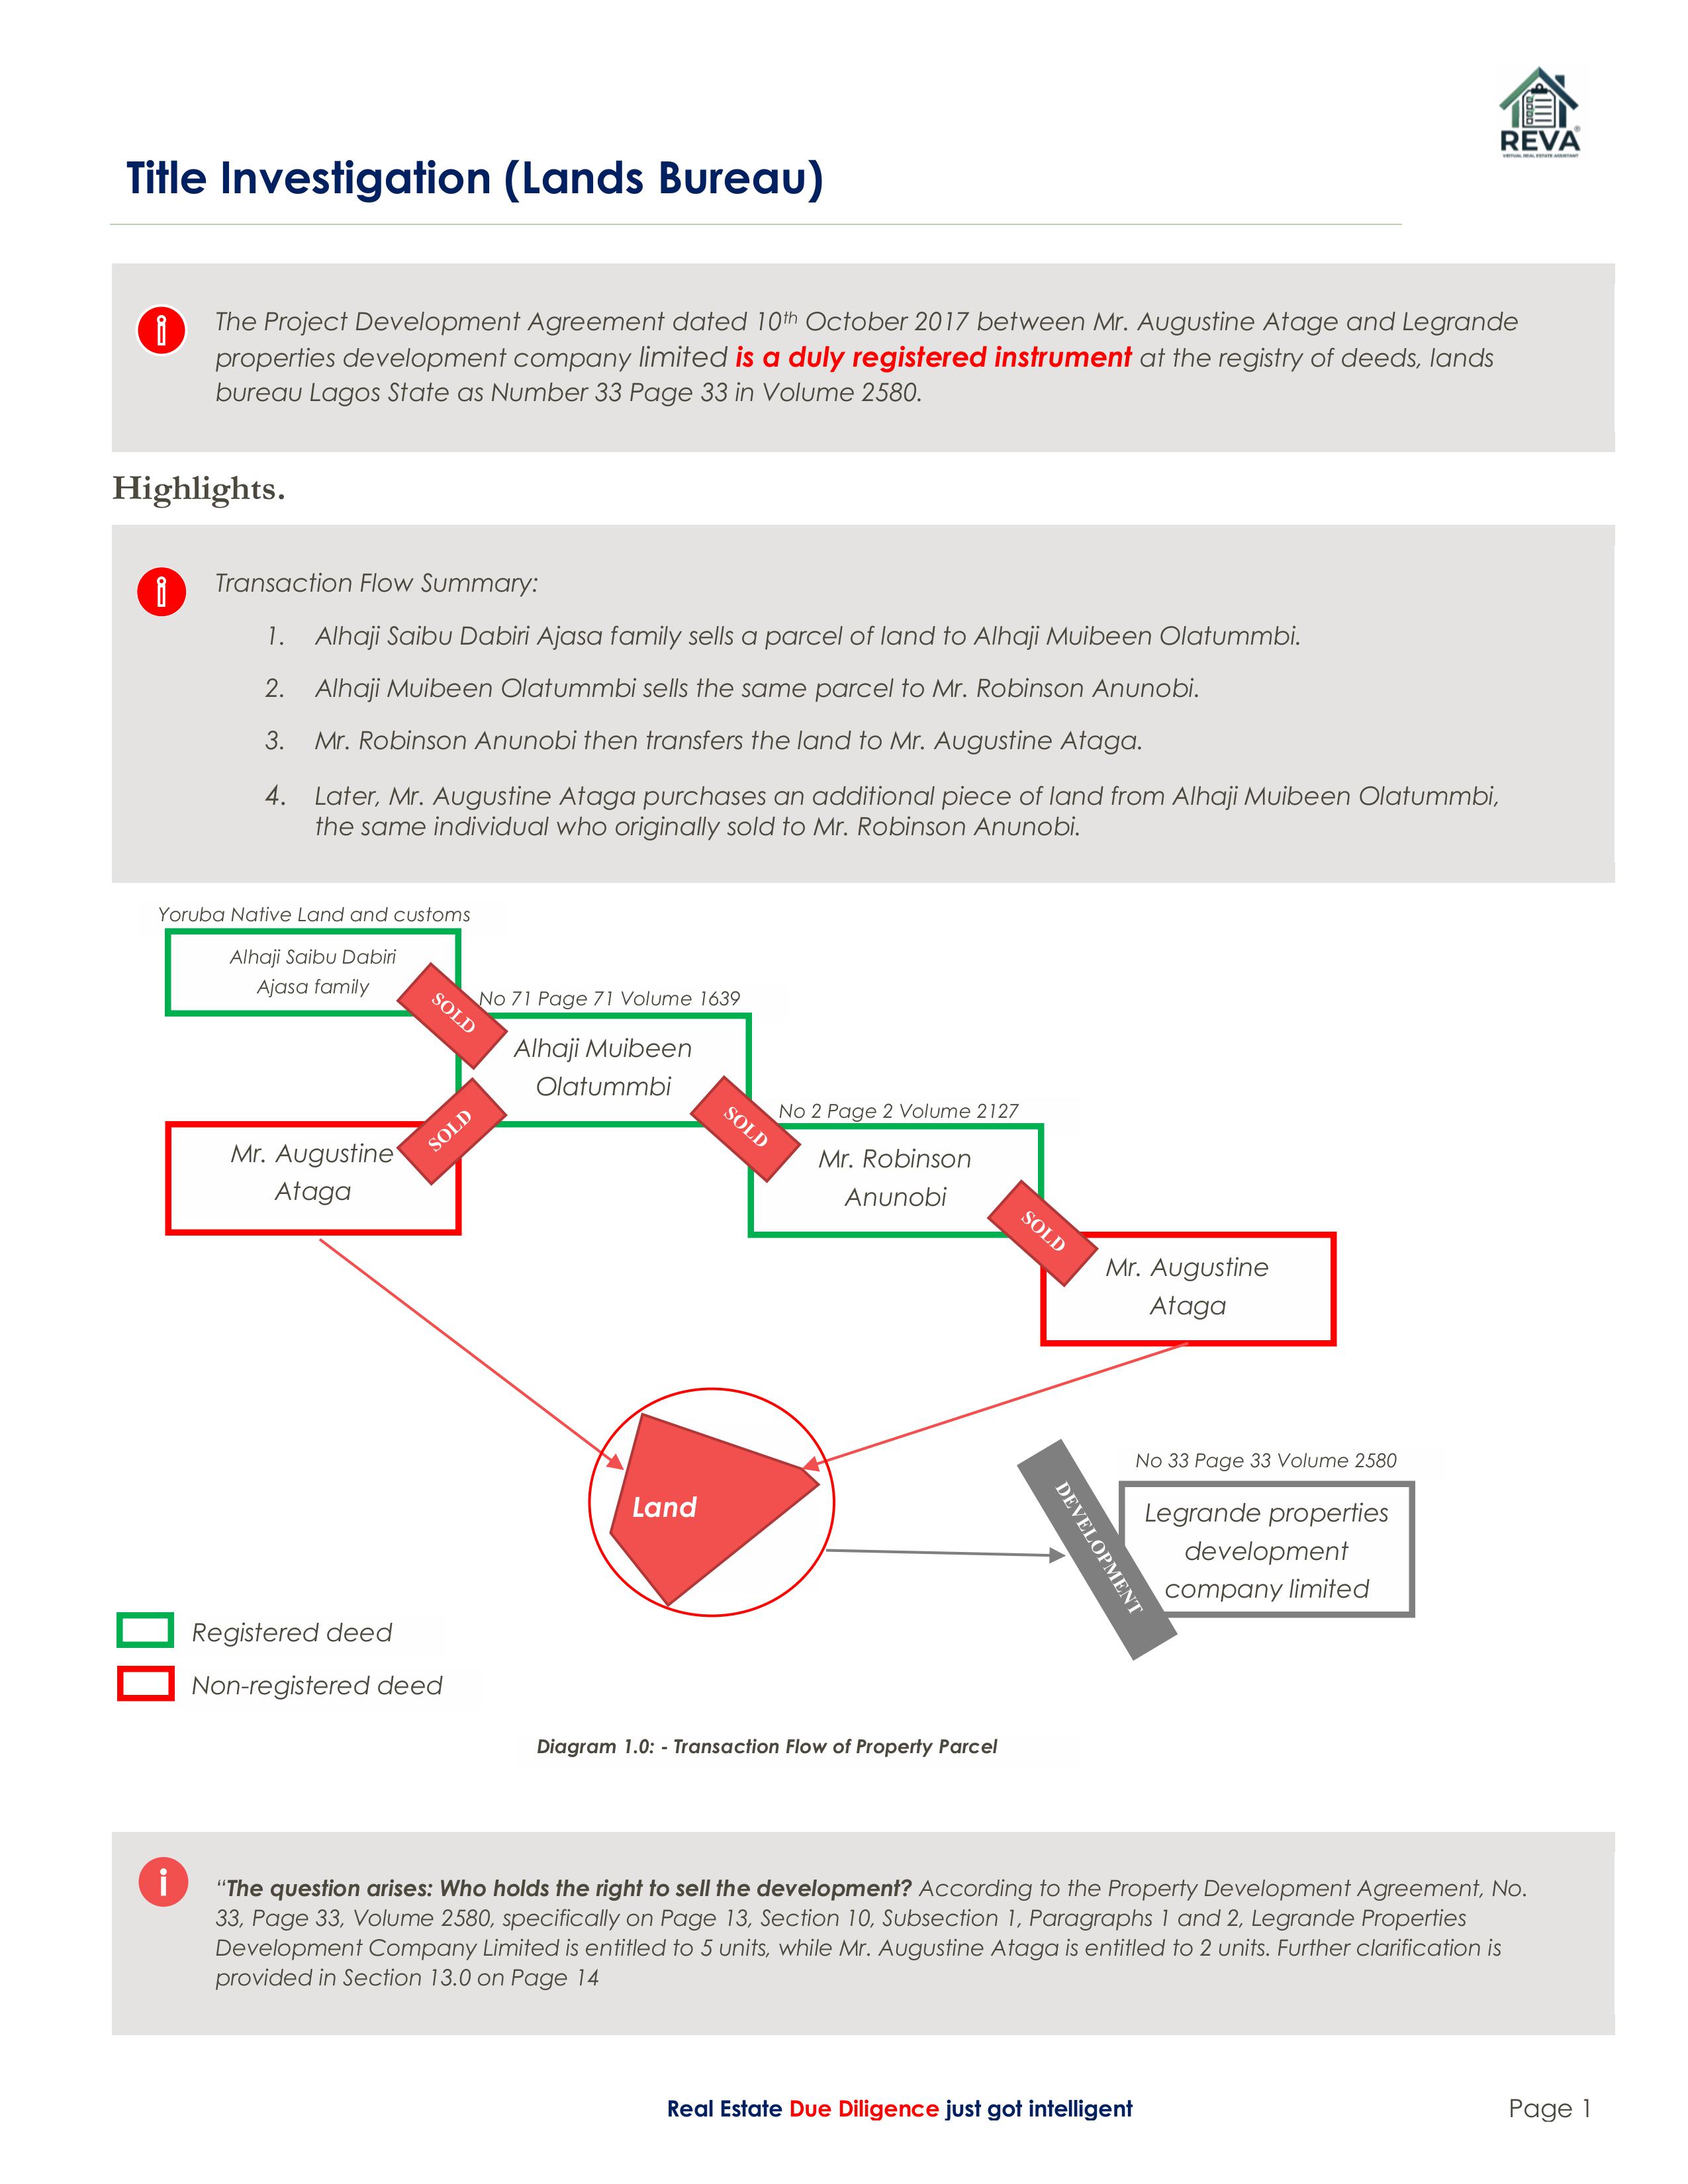 REVA®
VIRTUAL REAL ESTATE ASSISTANT
Title Investigation (Lands Bureau)
The Project Development Agreement dated 10th October 2017 between Mr. Augustine Atage and Legrande
properties development company limited is a duly registered instrument at the registry of deeds, lands
bureau Lagos State as Number 33 Page 33 in Volume 2580.
Highlights.
Transaction Flow Summary:
1. Alhaji Saibu Dabiri Ajasa family sells a parcel of land to Alhaji Muibeen Olatummbi.
2. Alhaji Muibeen Olatummbi sells the same parcel to Mr. Robinson Anunobi.
3. Mr. Robinson Anunobi then transfers the land to Mr. Augustine Ataga.
4. Later, Mr. Augustine Ataga purchases an additional piece of land from Alhaji Muibeen Olatummbi,
the same individual who originally sold to Mr. Robinson Anunobi.
Yoruba Native Land and customs
Alhaji Saibu Dabiri
Ajasa family
SOLD
No 71 Page 71 Volume 1639
Alhaji Muibeen
Olatummbi
SOLD
Mr. Augustine
Ataga
SOLD
No 2 Page 2 Volume 2127
Mr. Robinson
Anunobi
SOLD
Mr. Augustine
Ataga
Land
DEVELOPMENT
No 33 Page 33 Volume 2580
Legrande properties
development
company limited
Registered deed
Non-registered deed
Diagram 1.0: - Transaction Flow of Property Parcel
“The question arises: Who holds the right to sell the development? According to the Property Development Agreement, No.
33, Page 33, Volume 2580, specifically on Page 13, Section 10, Subsection 1, Paragraphs 1 and 2, Legrande Properties
Development Company Limited is entitled to 5 units, while Mr. Augustine Ataga is entitled to 2 units. Further clarification is
provided in Section 13.0 on Page 14
Real Estate Due Diligence just got intelligent
Page 1